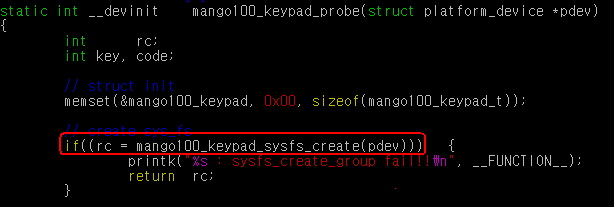 static int __devinit    mango100_keypad_probe(struct platform_device *pdev)
{
        int     rc;
        int key, code;
        // struct init
        memset(&mango100_keypad, 0x00, sizeof(mango100_keypad_t));
        // create sys_fs
        if((rc = mango100_keypad_sysfs_create(pdev)))   {
                printk("%s : sysfs_create_group fail!!₩n", __FUNCTION__);
                return  rc;
        }